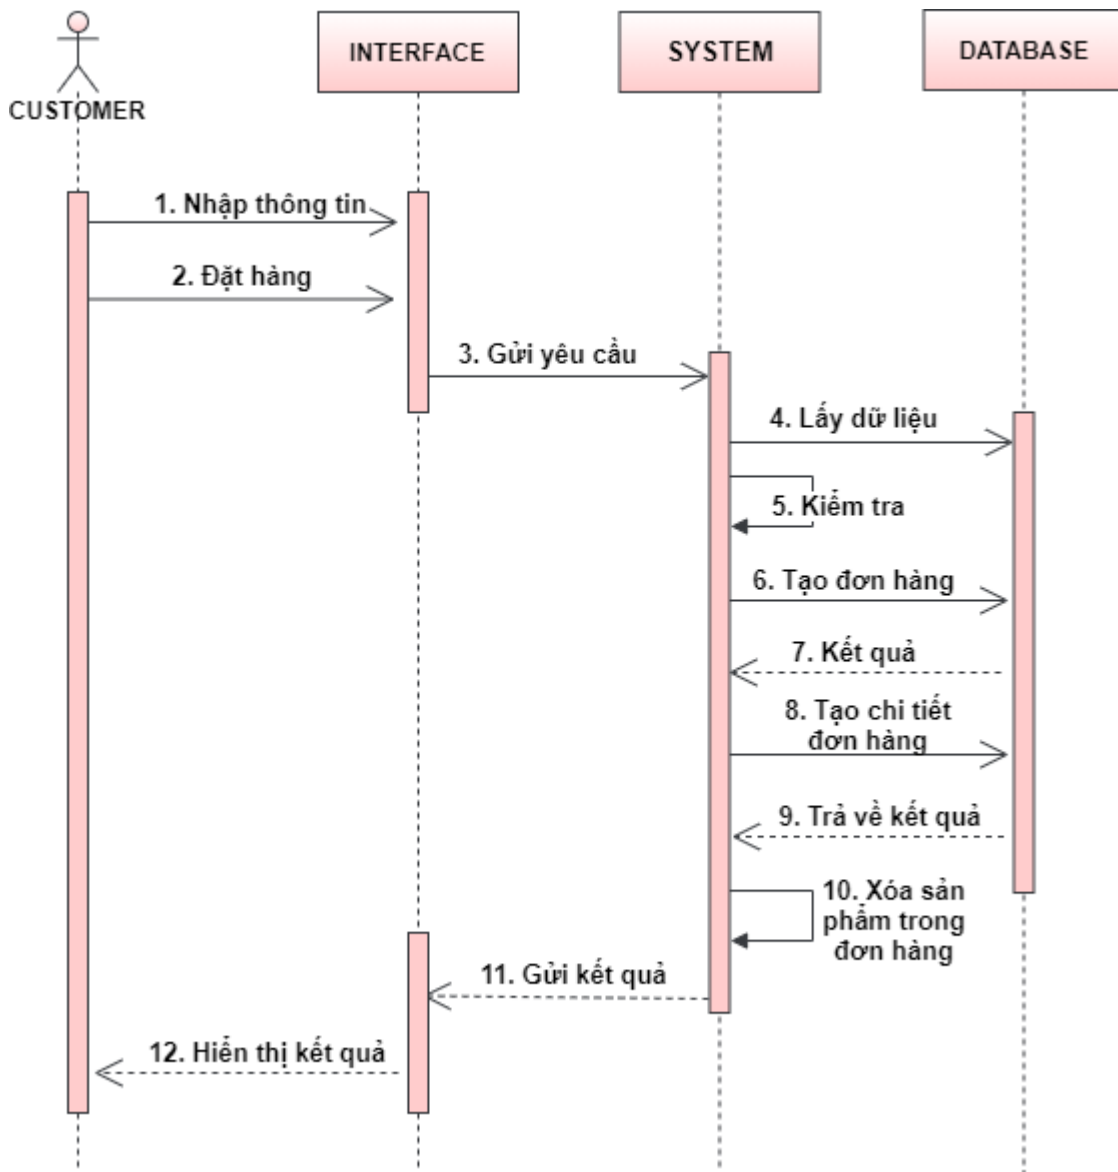 CUSTOMER
INTERFACE
SYSTEM
DATABASE
1. Nhập thông tin
2. Đặt hàng
3. Gửi yêu cầu
4. Lấy dữ liệu
5. Kiểm tra
6. Tạo đơn hàng
7. Kết quả
8. Tạo chi tiết
đơn hàng
9. Trả về kết quả
10. Xóa sản
phẩm trong
đơn hàng
11. Gửi kết quả
12. Hiển thị kết quả